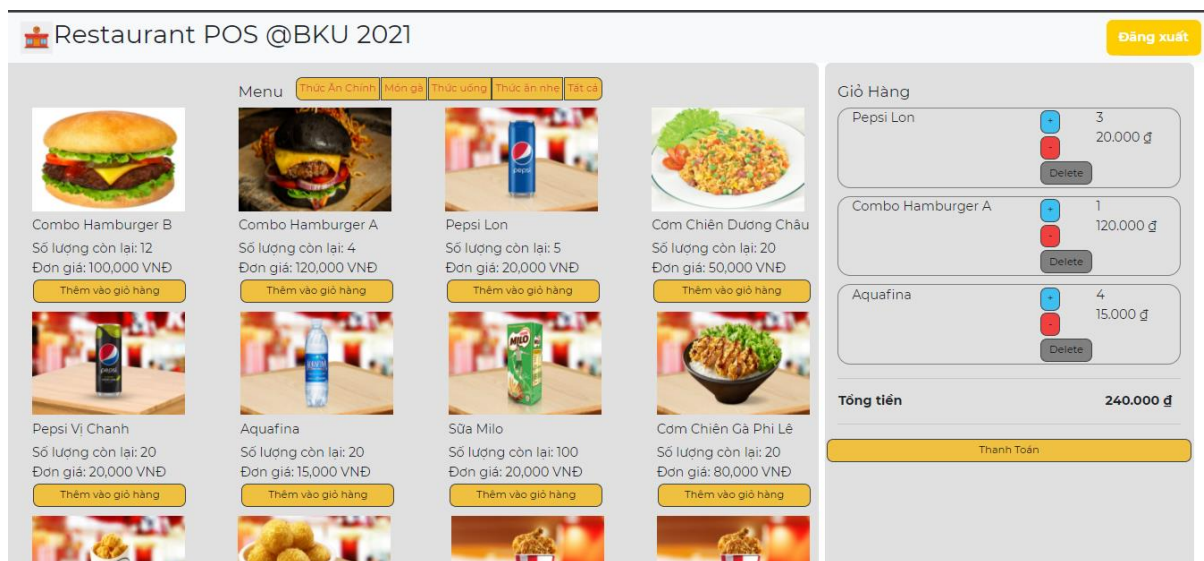 Restaurant POS @BKU 2021
Đăng xuất
Menu
Thức Ăn Chính
Món gà
Thức uống
Thức ăn nhẹ
Tất cả
Combo Hamburger B
Số lượng còn lại: 12
Đơn giá: 100,000 VNĐ
Thêm vào giỏ hàng
Combo Hamburger A
Số lượng còn lại: 4
Đơn giá: 120,000 VNĐ
Thêm vào giỏ hàng
pepsi
Pepsi Lon
Số lượng còn lại: 5
Đơn giá: 20,000 VNĐ
Thêm vào giỏ hàng
Cơm Chiên Dương Châu
Số lượng còn lại: 20
Đơn giá: 50,000 VNĐ
Thêm vào giỏ hàng
pepsi
Pepsi Vị Chanh
Số lượng còn lại: 20
Đơn giá: 20,000 VNĐ
Thêm vào giỏ hàng
Aquafina
Số lượng còn lại: 20
Đơn giá: 15,000 VNĐ
Thêm vào giỏ hàng
MILO
Sữa Milo
Số lượng còn lại: 100
Đơn giá: 20,000 VNĐ
Thêm vào giỏ hàng
Cơm Chiên Gà Phi Lê
Số lượng còn lại: 20
Đơn giá: 80,000 VNĐ
Thêm vào giỏ hàng
Giỏ Hàng
Pepsi Lon
+
3
20.000 ₫
-
Delete
Combo Hamburger A
+
1
120.000 ₫
-
Delete
Aquafina
+
4
15.000 ₫
-
Delete
Tổng tiền
240.000 ₫
Thanh Toán